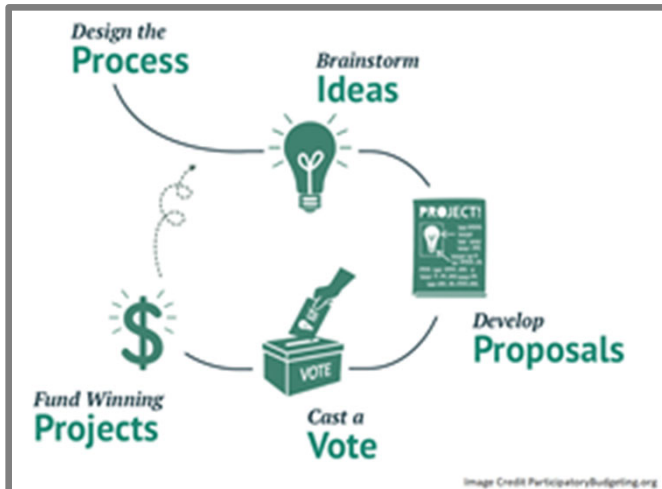 Design the
Process
Brainstorm
Ideas
PROJECT!
Develop
Proposals
VOTE
Cast a
Vote
Fund Winning
Projects
Image Credit ParticipatoryBudgeting.org